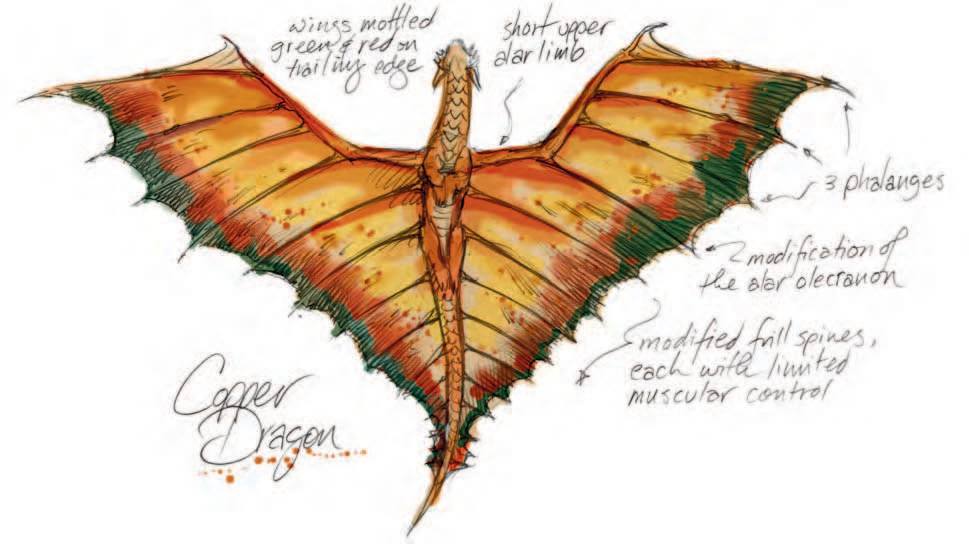 wings mottled
green & red on
trailing edge
short upper
alar limb
3 phalanges
modification of
the alar olecranon
modified frill spines,
each with limited
muscular control
Copper
Dragon